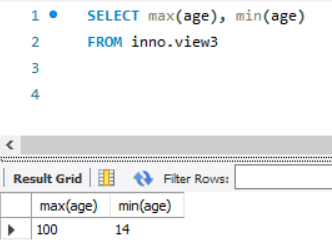 1 SELECT max(age), min(age)
2 FROM inno.view3
3
4
Result Grid Filter Rows:
max(age) min(age)
100 14